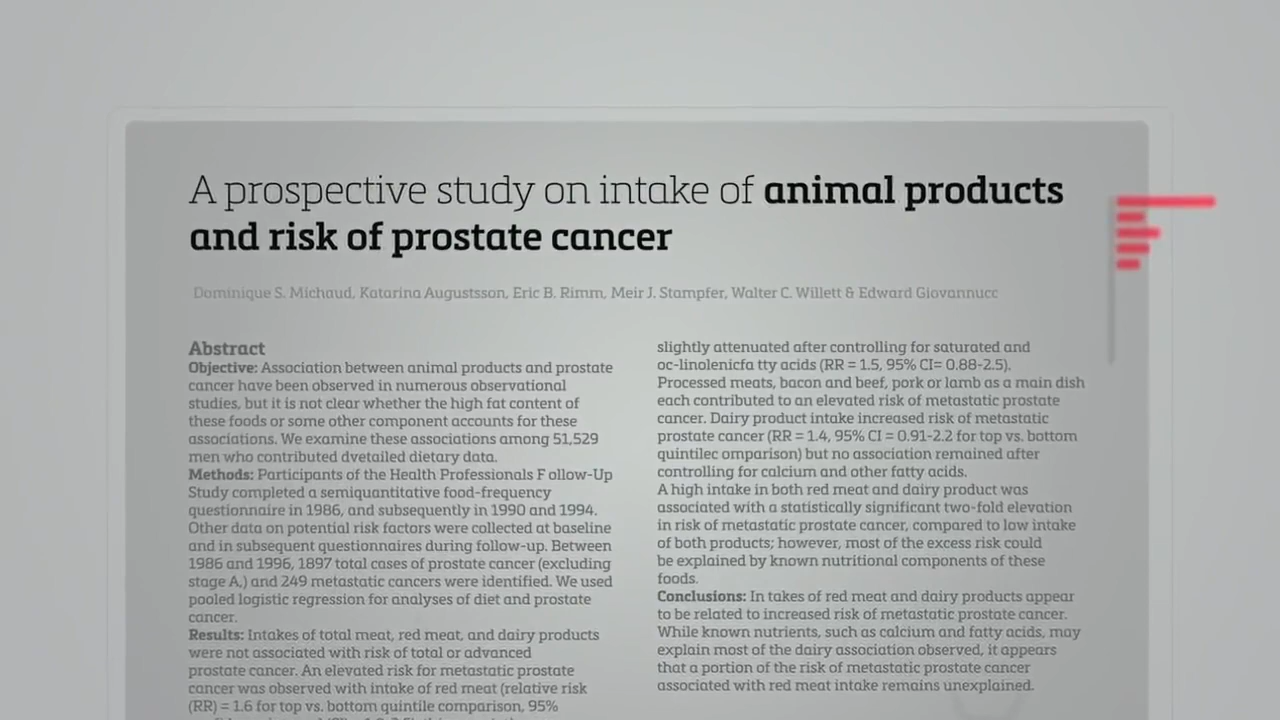 A prospective study on intake of animal products
and risk of prostate cancer
Dominique S. Michaud, Katarina Augustsson, Eric B. Rimm, Meir J. Stampfer, Walter C. Willett & Edward Giovannucc
Abstract
Objective: Association between animal products and prostate
cancer have been observed in numerous observational
studies, but it is not clear whether the high fat content of
these foods or some other component accounts for these
associations. We examine these associations among 51,529
men who contributed dvetailed dietary data.
Methods: Participants of the Health Professionals F ollow-Up
Study completed a semiquantitative food-frequency
questionnaire in 1986, and subsequently in 1990 and 1994.
Other data on potential risk factors were collected at baseline
and in subsequent questionnaires during follow-up. Between
1986 and 1996, 1897 total cases of prostate cancer (excluding
stage A,) and 249 metastatic cancers were identified. We used
pooled logistic regression for analyses of diet and prostate
cancer.
Results: Intakes of total meat, red meat, and dairy products
were not associated with risk of total or advanced
prostate cancer. An elevated risk for metastatic prostate
cancer was observed with intake of red meat (relative risk
(RR) = 1.6 for top vs. bottom quintile comparison, 95%
slightly attenuated after controlling for saturated and
oc-linolenicfa tty acids (RR = 1.5, 95% CI= 0.88-2.5).
Processed meats, bacon and beef, pork or lamb as a main dish
each contributed to an elevated risk of metastatic prostate
cancer. Dairy product intake increased risk of metastatic
prostate cancer (RR = 1.4, 95% CI = 0.91-2.2 for top vs. bottom
quintilec omparison) but no association remained after
controlling for calcium and other fatty acids.
A high intake in both red meat and dairy product was
associated with a statistically significant two-fold elevation
in risk of metastatic prostate cancer, compared to low intake
of both products; however, most of the excess risk could
be explained by known nutritional components of these
foods.
Conclusions: In takes of red meat and dairy products appear
to be related to increased risk of metastatic prostate cancer.
While known nutrients, such as calcium and fatty acids, may
explain most of the dairy association observed, it appears
that a portion of the risk of metastatic prostate cancer
associated with red meat intake remains unexplained.